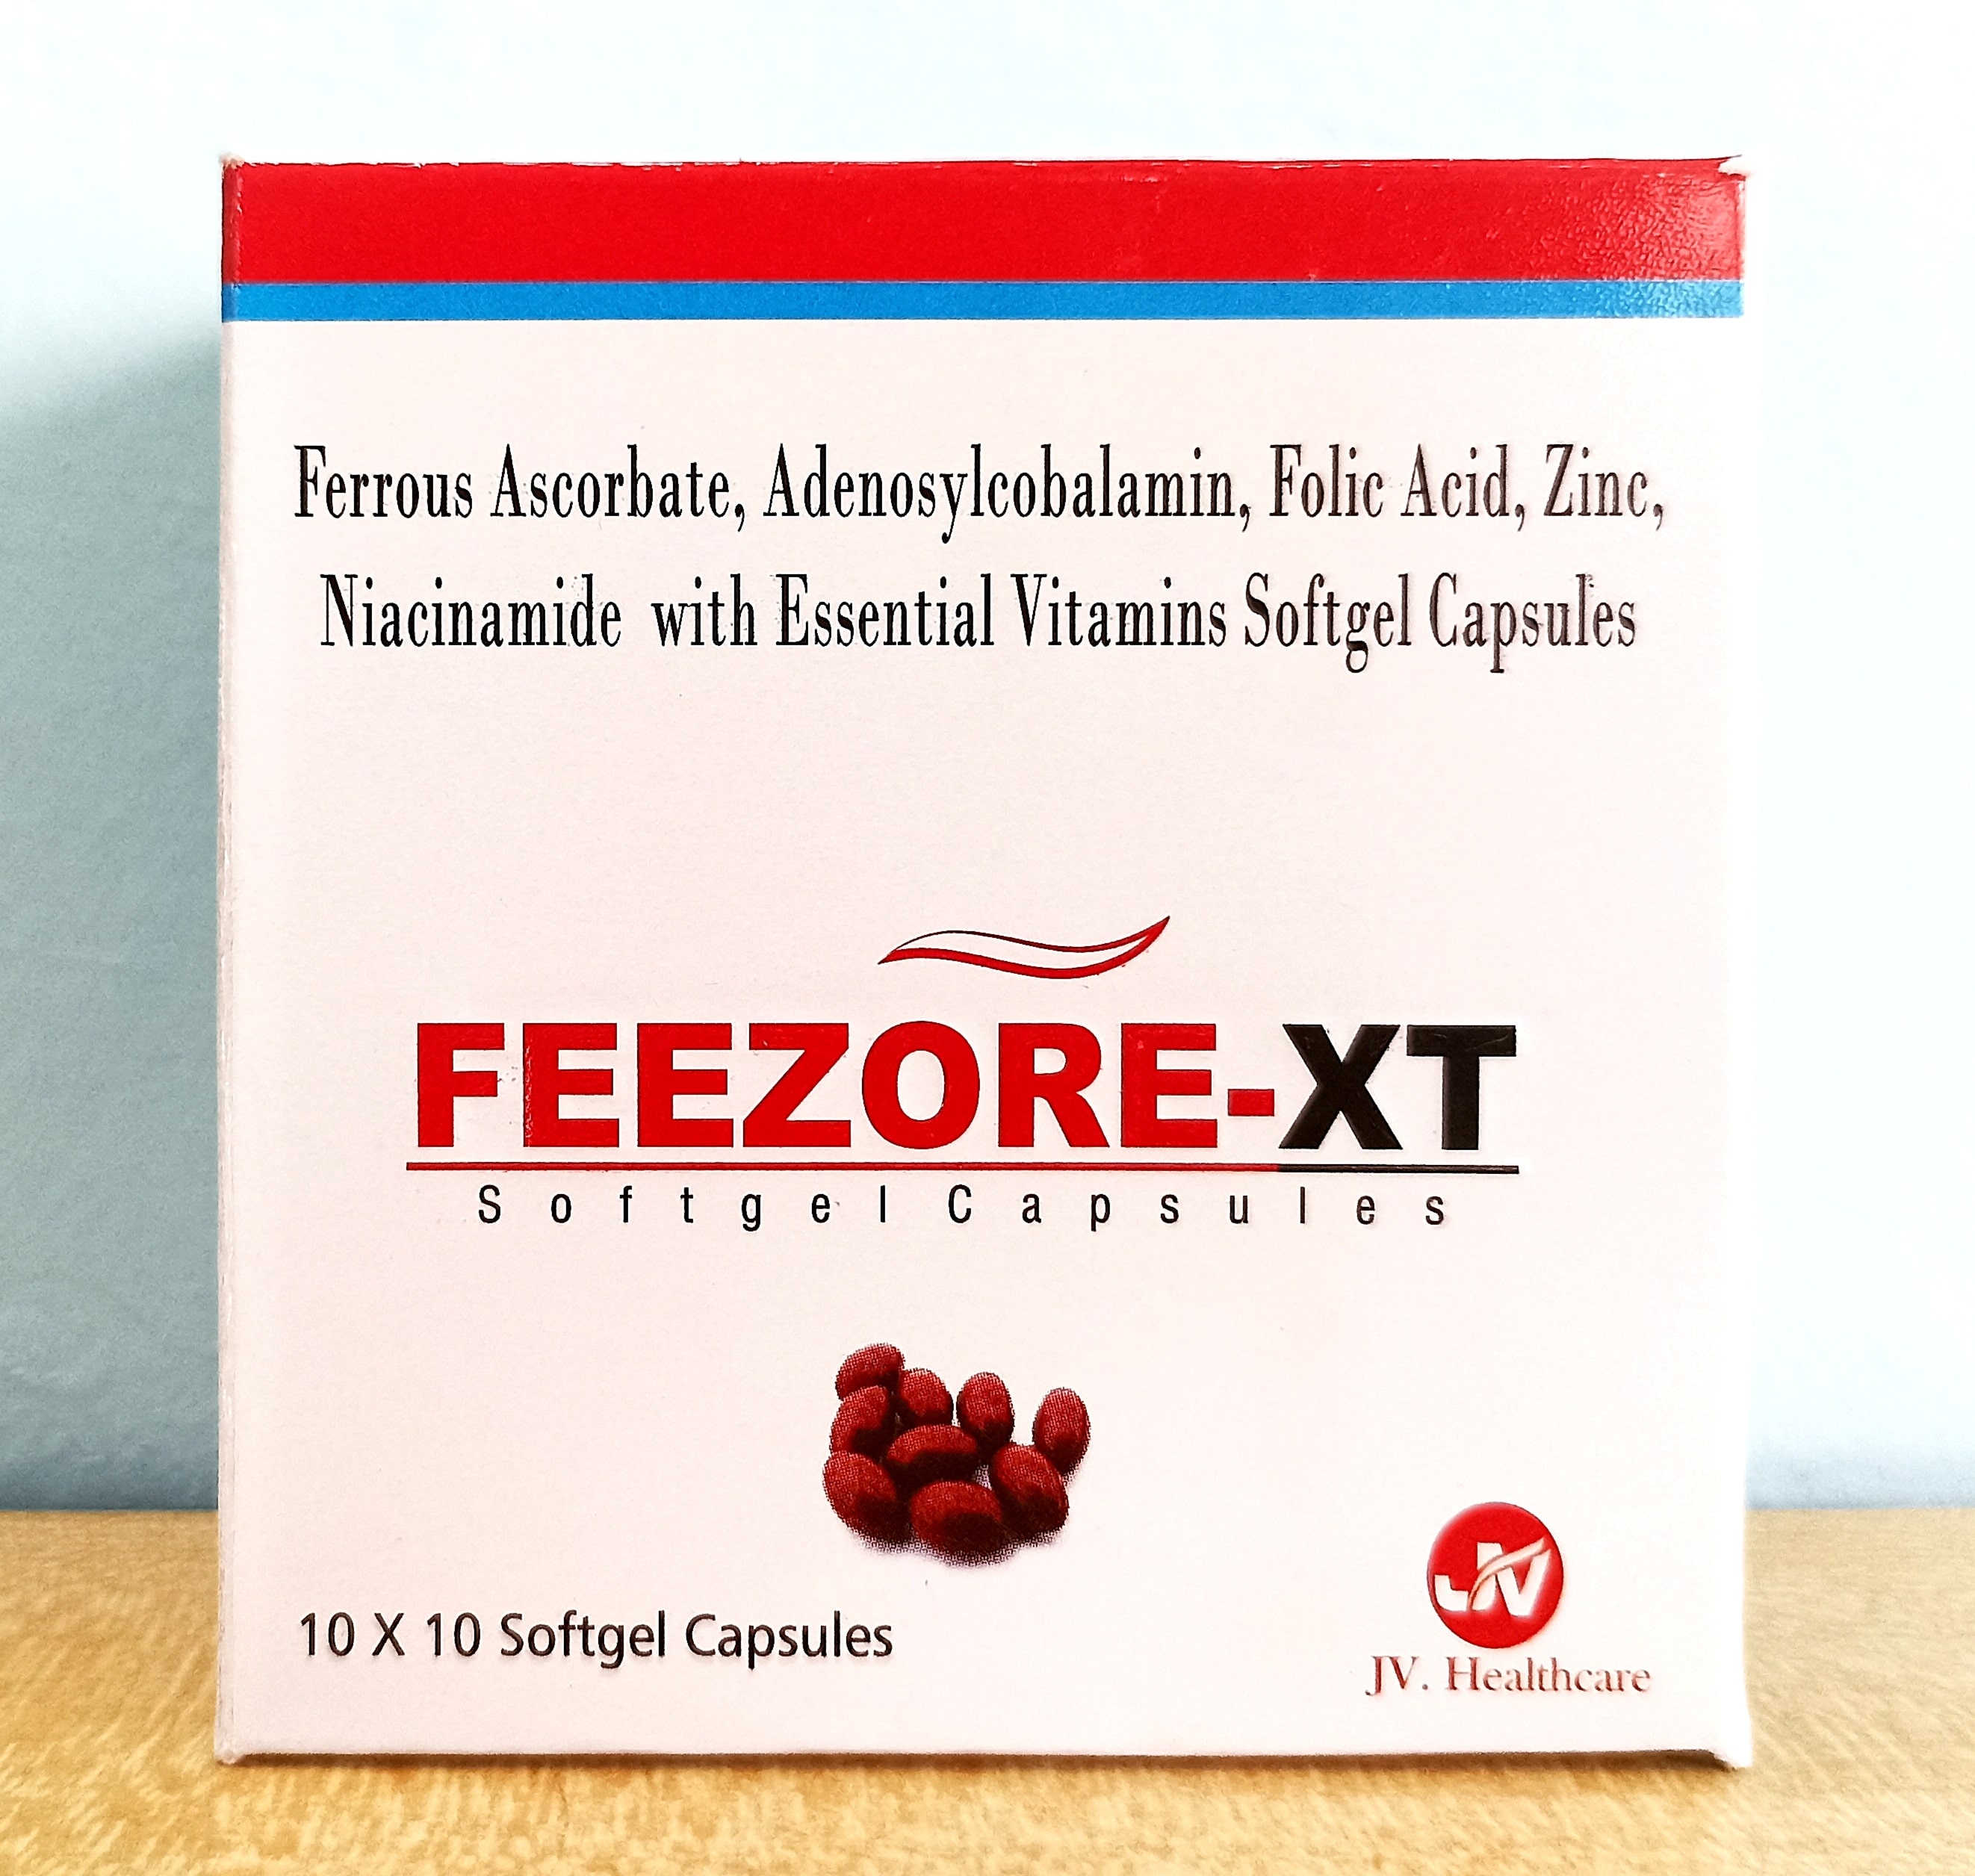 Ferrous Ascorbate, Adenosylcobalamin, Folic Acid, Zinc,
Niacinamide with Essential Vitamins Softgel Capsules
FEEZORE-XT
Softgel Capsules
10 X 10 Softgel Capsules
JV
JV. Healthcare